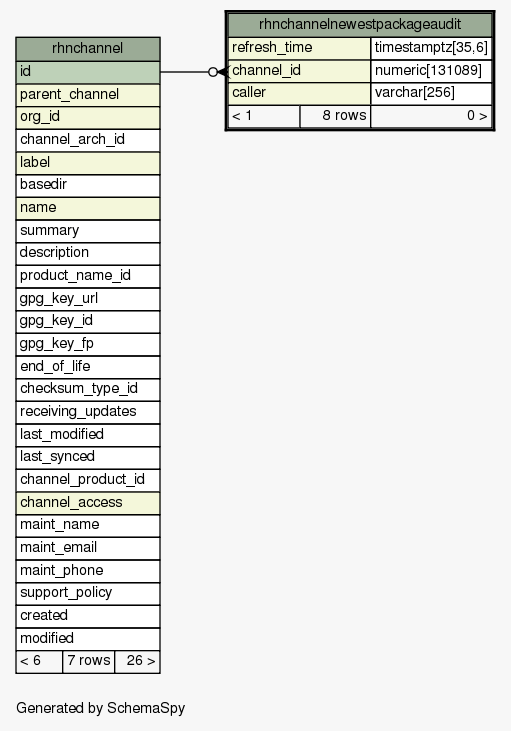 rhnchannel
id
parent_channel
org_id
channel_arch_id
label
basedir
name
summary
description
product_name_id
gpg_key_url
gpg_key_id
gpg_key_fp
end_of_life
checksum_type_id
receiving_updates
last_modified
last_synced
channel_product_id
channel_access
maint_name
maint_email
maint_phone
support_policy
created
modified
< 6 7 rows 26 >
rhnchannelnewestpackageaudit
refresh_time timestamptz[35,6]
channel_id numeric[131089]
caller varchar[256]
< 1 8 rows 0 >
Generated by SchemaSpy